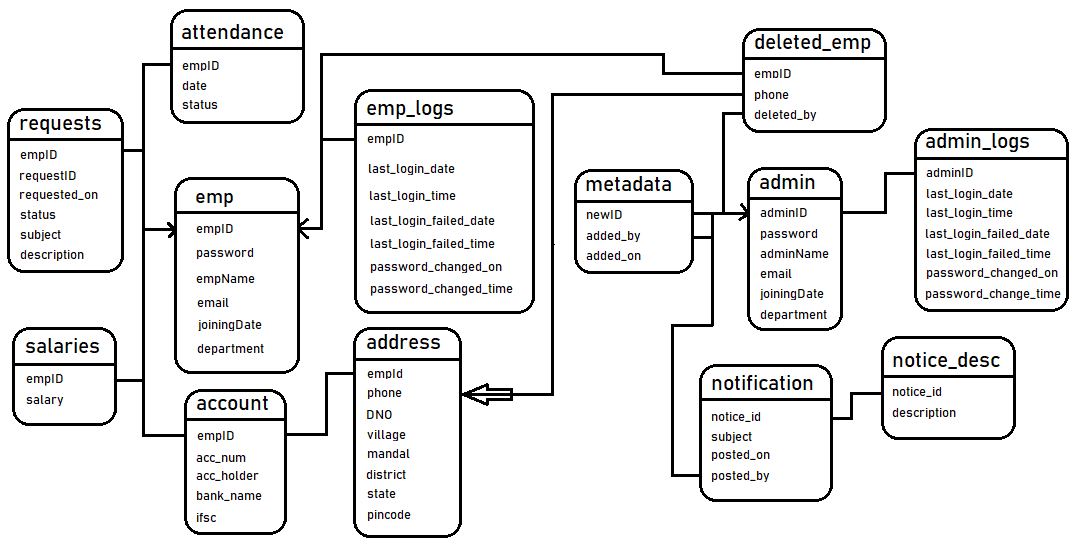 attendance
empID
date
status
deleted_emp
empID
phone
deleted_by
requests
empID
requestID
requested_on
status
subject
description
emp_logs
empID
last_login_date
last_login_time
last_login_failed_date
last_login_failed_time
password_changed_on
password_changed_time
admin_logs
adminID
last_login_date
last_login_time
last_login_failed_date
last_login_failed_time
password_changed_on
password_change_time
emp
empID
password
empName
email
joiningDate
department
metadata
newID
added_by
added_on
admin
adminID
password
adminName
email
joiningDate
department
salaries
empID
salary
account
empID
acc_num
acc_holder
bank_name
ifsc
address
empId
phone
DNO
village
mandal
district
state
pincode
notification
notice_id
subject
posted_on
posted_by
notice_desc
notice_id
description